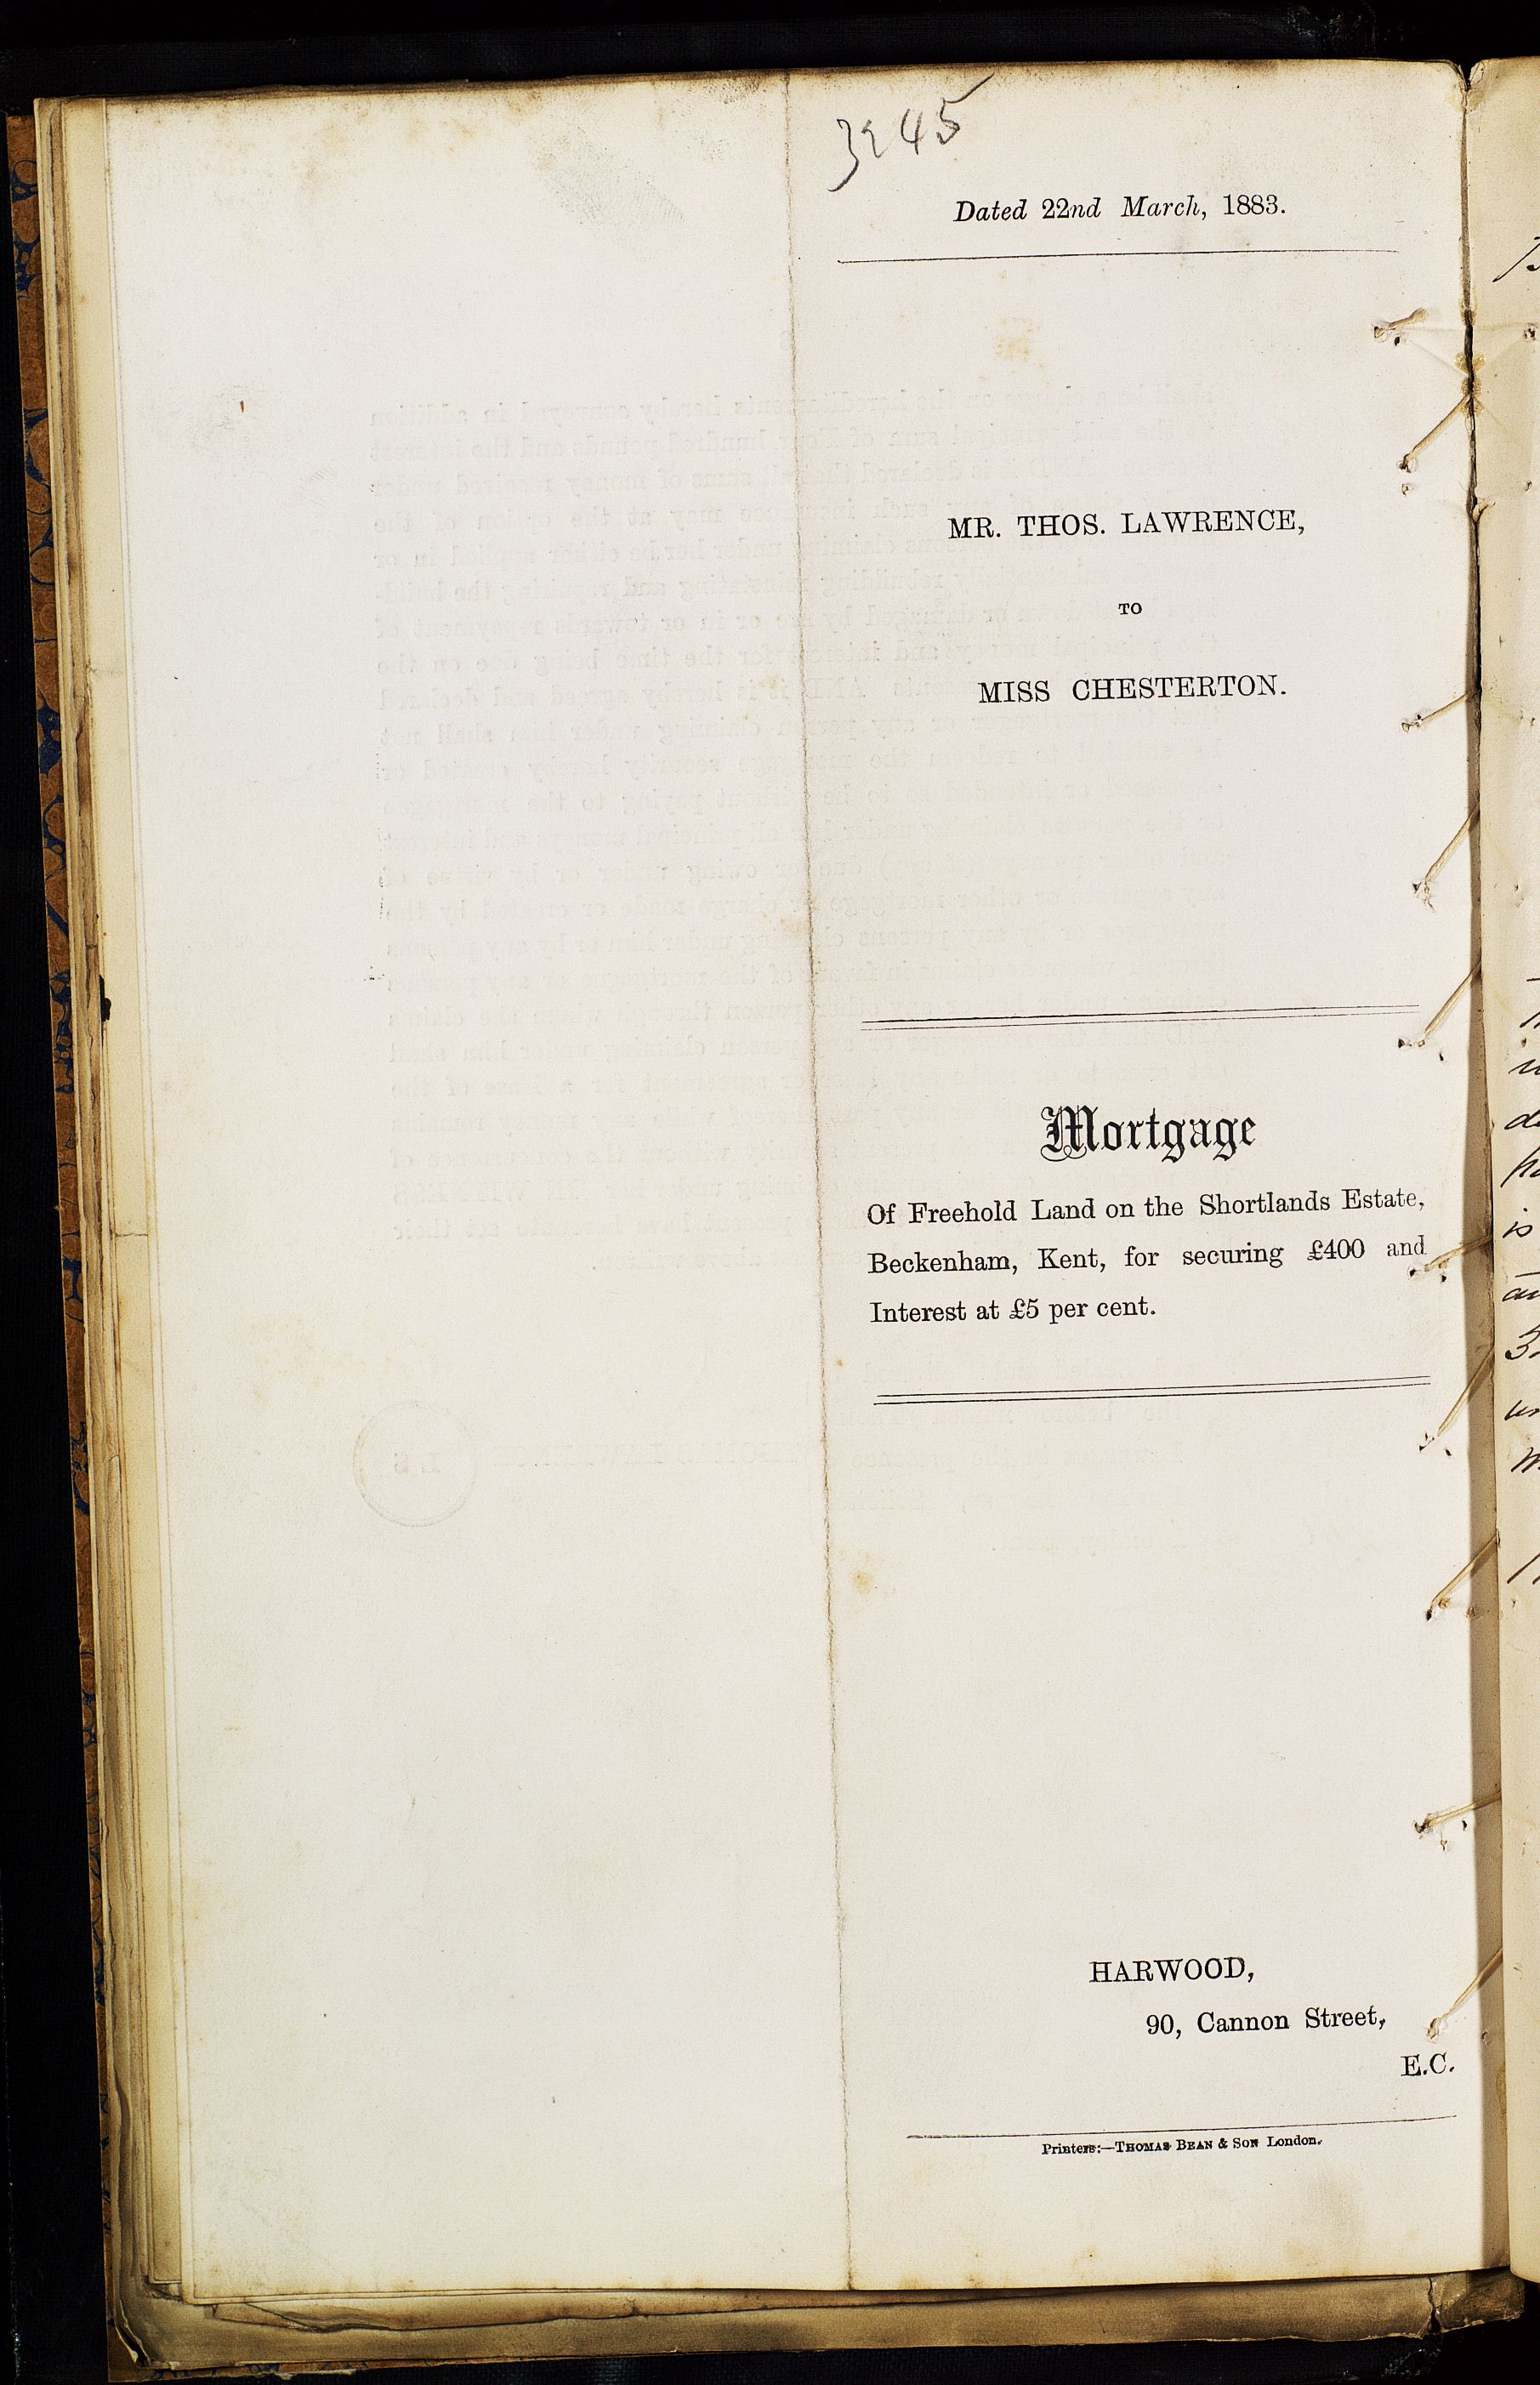 3245
Dated 22nd March, 1883.
MR. THOS. LAWRENCE,
TO
MISS CHESTERTON.
Mortgage
Of Freehold Land on the Shortlands Estate,
Beckenham, Kent, for securing £400 and
Interest at £5 per cent.
HARWOOD,
90, Cannon Street,
E.C.
Printers:—THOMAS BEAN & SON London.